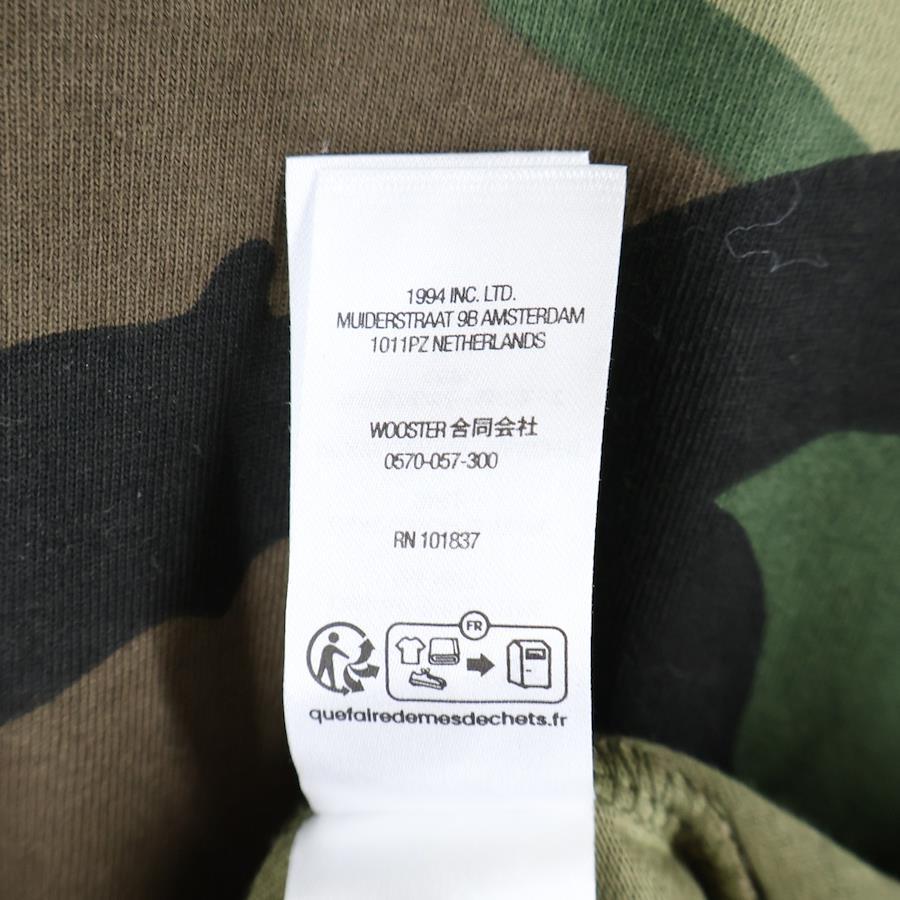 1994 INC. LTD.
MUIDERSTRAAT 9B AMSTERDAM
1011PZ NETHERLANDS
WOOSTER 合同会社
0570-057-300
RN 101837
FR
quefairedemesdechets.fr